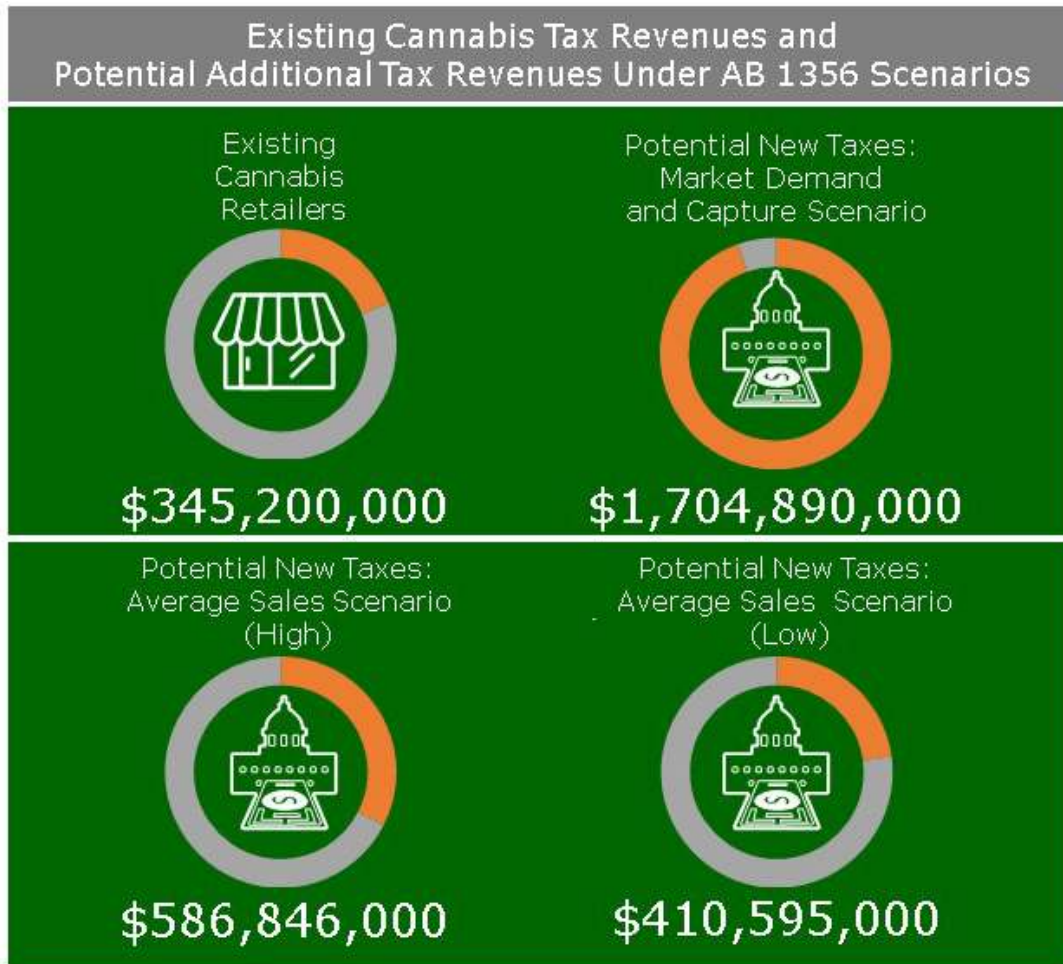 Existing Cannabis Tax Revenues and
Potential Additional Tax Revenues Under AB 1356 Scenarios
Existing
Cannabis
Retailers
$345,200,000
Potential New Taxes:
Market Demand
and Capture Scenario
$1,704,890,000
Potential New Taxes:
Average Sales Scenario
(High)
$586,846,000
Potential New Taxes:
Average Sales Scenario
(Low)
$410,595,000